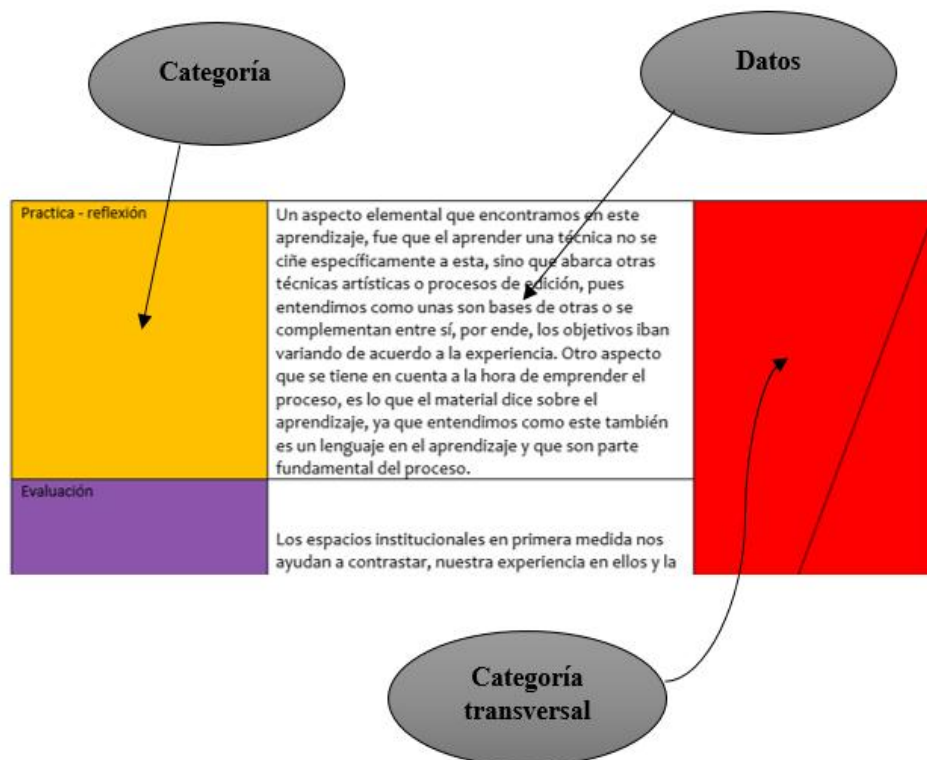 Categoría
Datos
Practica - reflexión
Un aspecto elemental que encontramos en este
aprendizaje, fue que el aprender una técnica no se
ciñe específicamente a esta, sino que abarca otras
técnicas artísticas o procesos de edición, pues
entendimos como unas son bases de otras o se
complementan entre sí, por ende, los objetivos iban
variando de acuerdo a la experiencia. Otro aspecto
que se tiene en cuenta a la hora de emprender el
proceso, es lo que el material dice sobre el
aprendizaje, ya que entendimos como este también
es un lenguaje en el aprendizaje y que son parte
fundamental del proceso.
Evaluación
Los espacios institucionales en primera medida nos
ayudan a contrastar, nuestra experiencia en ellos y la
Categoría
transversal